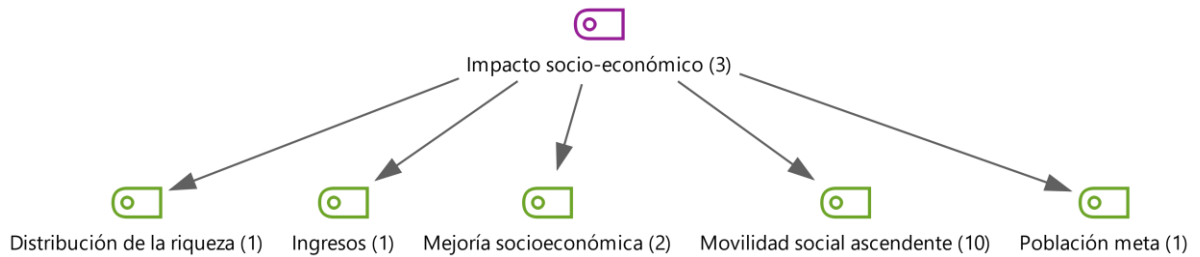 Impacto socio-económico (3)
Distribución de la riqueza (1)
Ingresos (1)
Mejoría socioeconómica (2)
Movilidad social ascendente (10)
Población meta (1)